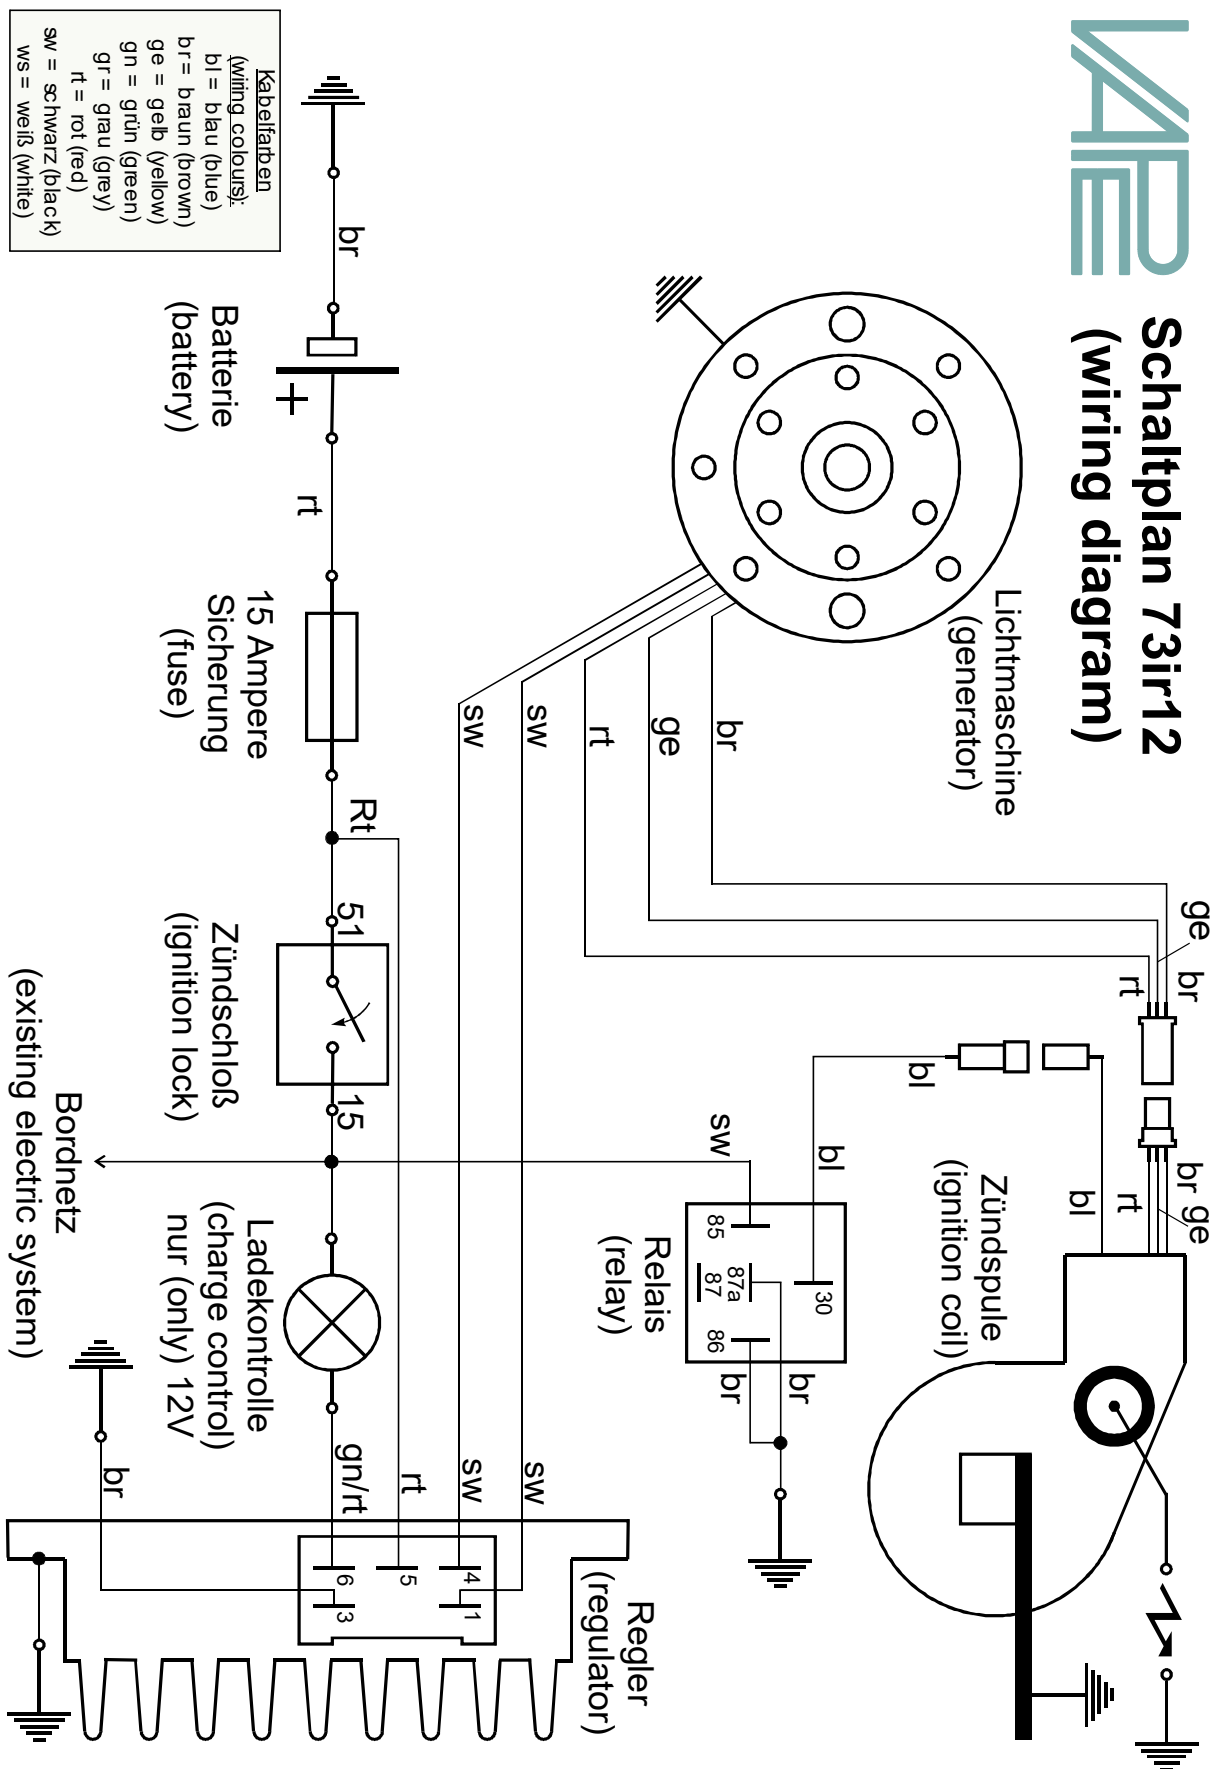 VAPE
Schaltplan 73ir12
(wiring diagram)
Lichtmaschine
(generator)
ge
br
rt
br
ge
rt
sw
sw
bl
bl
br ge
rt
bl
Zündspule
(ignition coil)
sw
85
87a
87
86
30
Relais
(relay)
br
br
Kabelfarben
(wiring colours):
bl = blau (blue)
br = braun (brown)
ge = gelb (yellow)
gn = grün (green)
gr = grau (grey)
rt = rot (red)
sw = schwarz (black)
ws = weiß (white)
br
Batterie
(battery)
+
rt
15 Ampere
Sicherung
(fuse)
Rt
51
15
Zündschloß
(ignition lock)
Bordnetz
(existing electric system)
Ladekontrolle
(charge control)
nur (only) 12V
gn/rt
rt
sw
sw
br
4
1
5
6
3
Regler
(regulator)